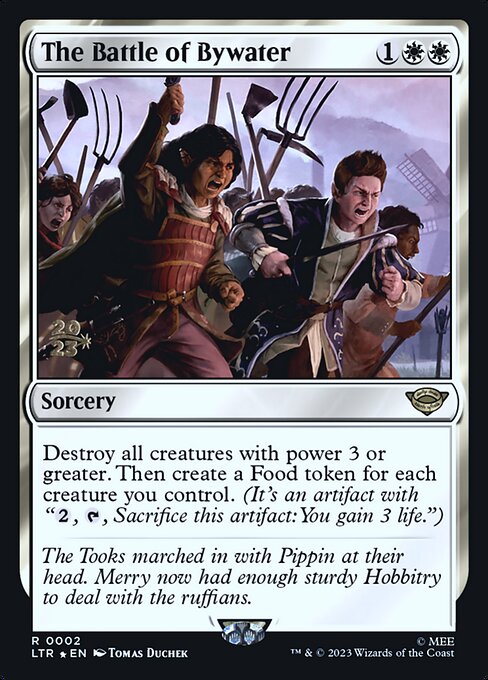 The Battle of Bywater 1
20
23
Sorcery
Destroy all creatures with power 3 or
greater. Then create a Food token for each
creature you control. (It's an artifact with
“2, , Sacrifice this artifact: You gain 3 life.”)
The Tooks marched in with Pippin at their
head. Merry now had enough sturdy Hobbitry
to deal with the ruffians.
R 0002
LTR ★ EN Tomas Duchek
© MEE
™ & © 2023 Wizards of the Coast